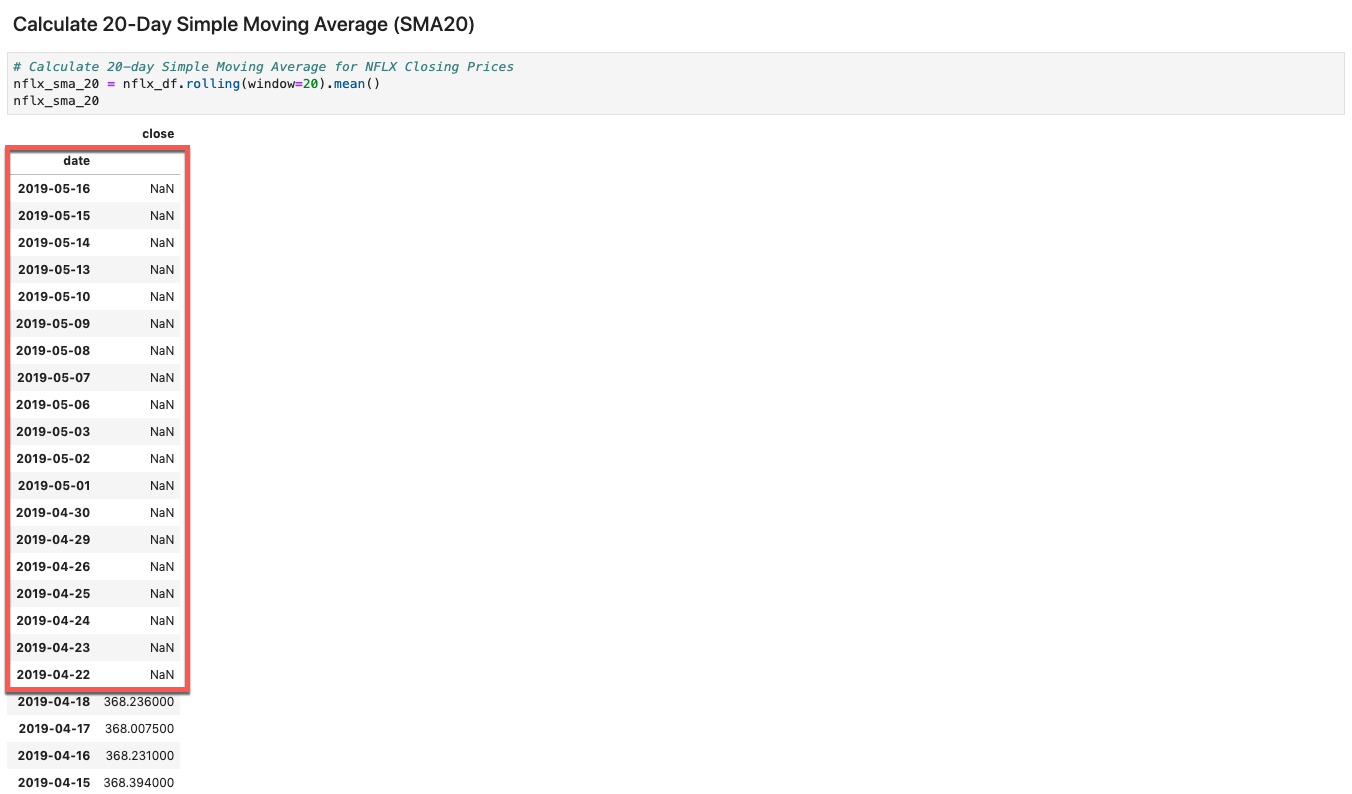 Calculate 20-Day Simple Moving Average (SMA20)
# Calculate 20-day Simple Moving Average for NFLX Closing Prices
nflx_sma_20 = nflx_df.rolling(window=20).mean()
nflx_sma_20
close
date
2019-05-16 NaN
2019-05-15 NaN
2019-05-14 NaN
2019-05-13 NaN
2019-05-10 NaN
2019-05-09 NaN
2019-05-08 NaN
2019-05-07 NaN
2019-05-06 NaN
2019-05-03 NaN
2019-05-02 NaN
2019-05-01 NaN
2019-04-30 NaN
2019-04-29 NaN
2019-04-26 NaN
2019-04-25 NaN
2019-04-24 NaN
2019-04-23 NaN
2019-04-22 NaN
2019-04-18 368.236000
2019-04-17 368.007500
2019-04-16 368.231000
2019-04-15 368.394000